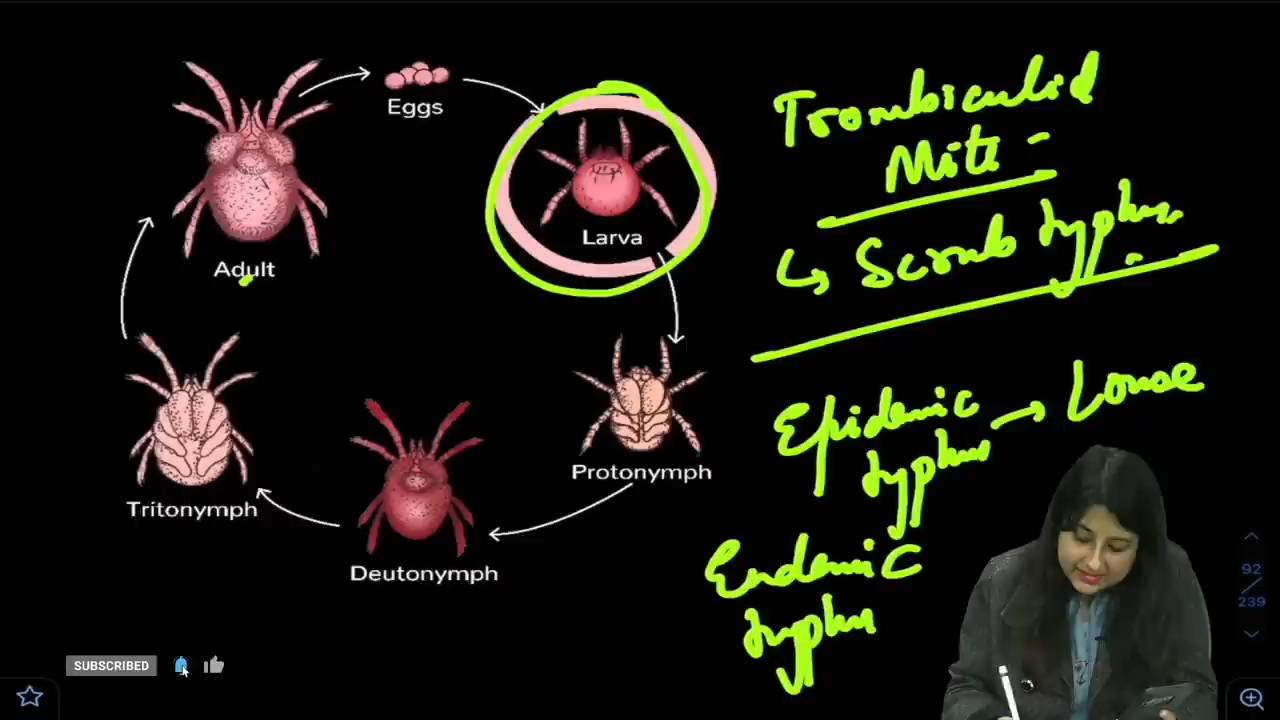 Eggs
Larva
Adult
Protonymph
Tritonymph
Deutonymph
Trombiculid
Mite -
↳ Scrub typhus.
Epidemic → Louse
typhus
Endemic
typhus
92
239
SUBSCRIBED